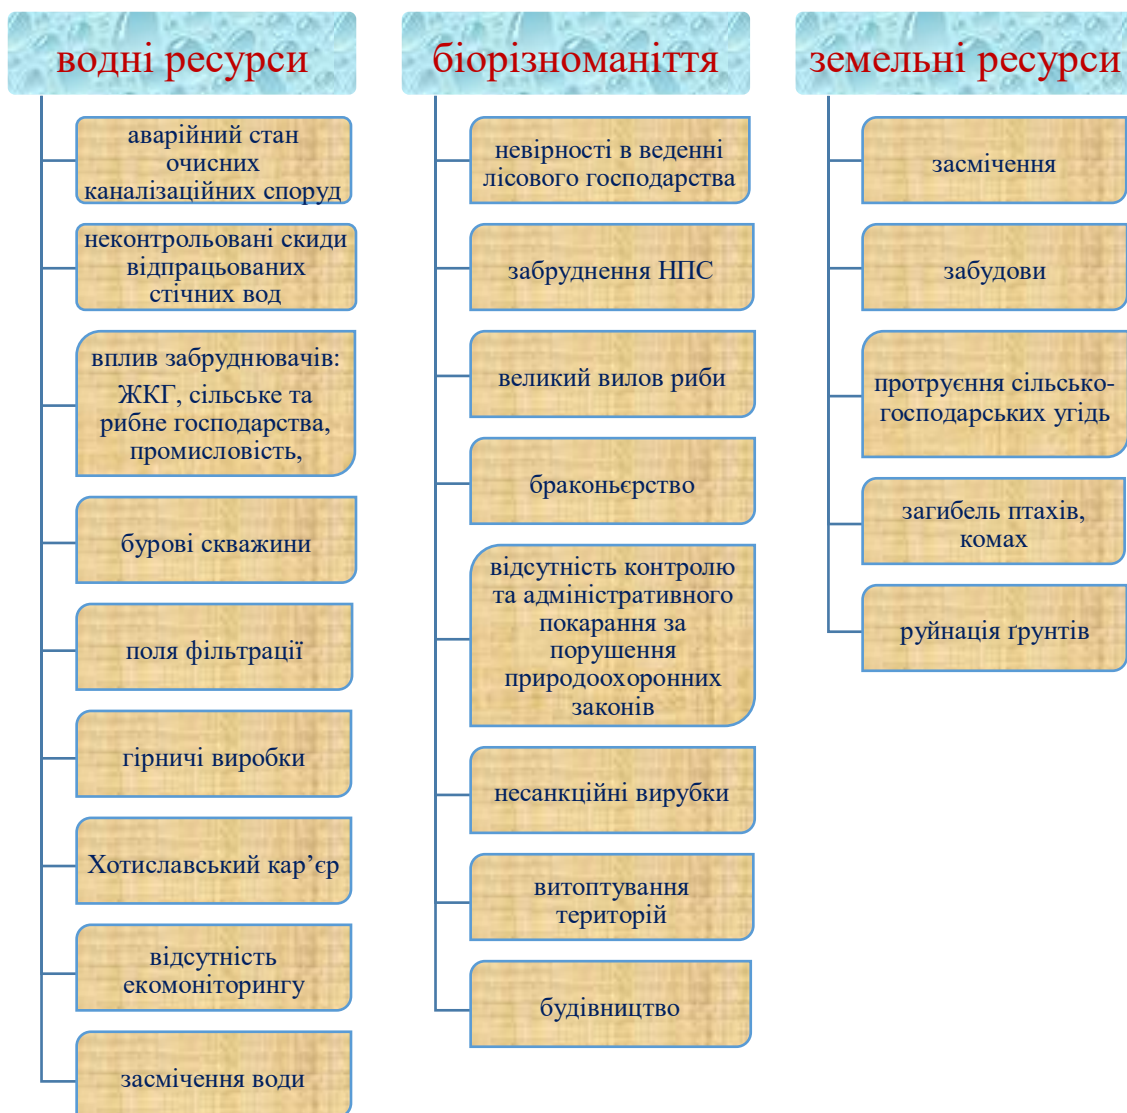 водні ресурси
аварійний стан
очисних
каналізаційних споруд
неконтрольовані скиди
відпрацьованих
стічних вод
вплив забруднювачів:
ЖКГ, сільське та
рибне господарства,
промисловість,
бурові скважини
поля фільтрації
гірничі виробки
Хотиславський кар’єр
відсутність
екомоніторингу
засмічення води
біорізноманіття
невірності в веденні
лісового господарства
забруднення НПС
великий вилов риби
браконьєрство
відсутність контролю
та адміністративного
покарання за
порушення
природоохоронних
законів
несанкційні вирубки
витоптування
територій
будівництво
земельні ресурси
засмічення
забудови
протруєння сільсько-
господарських угідь
загибель птахів,
комах
руйнація ґрунтів